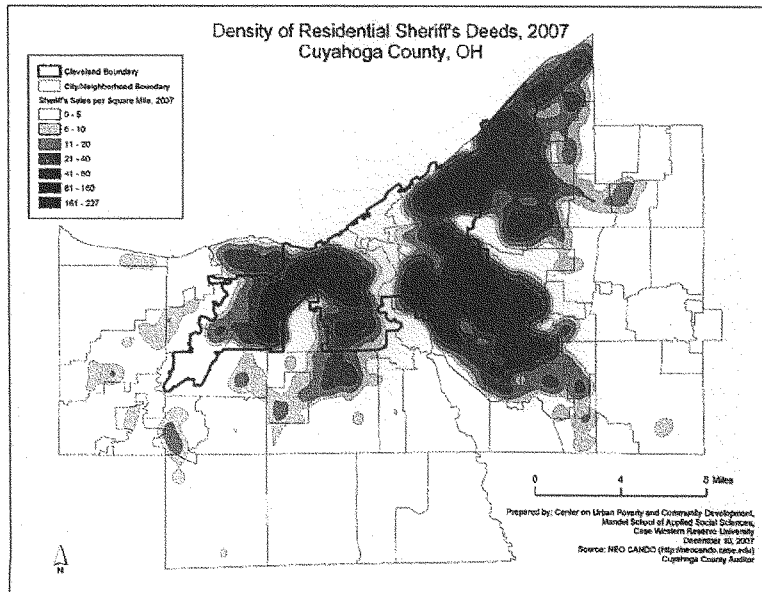 Density of Residential Sheriff's Deeds, 2007
Cuyahoga County, OH
Cleveland Boundary
City/Neighborhood Boundary
Sheriff's Sales per Square Mile, 2007
0 - 5
6 - 10
11 - 20
21 - 40
41 - 80
81 - 160
161 - 227
0 4 8 Miles
Prepared by: Center on Urban Poverty and Community Development,
Mandel School of Applied Social Sciences,
Case Western Reserve University
December 10, 2007
Source: NEO CANDO (http://neocando.case.edu)
Cuyahoga County Auditor
N